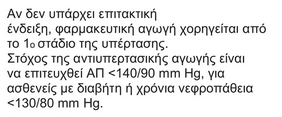 Αν δεν υπάρχει επιτακτική
ένδειξη, φαρμακευτική αγωγή χορηγείται από
το 1ο στάδιο της υπέρτασης.
Στόχος της αντιυπερτασικής αγωγής είναι
να επιτευχθεί ΑΠ <140/90 mm Hg, για
ασθενείς με διαβήτη ή χρόνια νεφροπάθεια
<130/80 mm Hg.